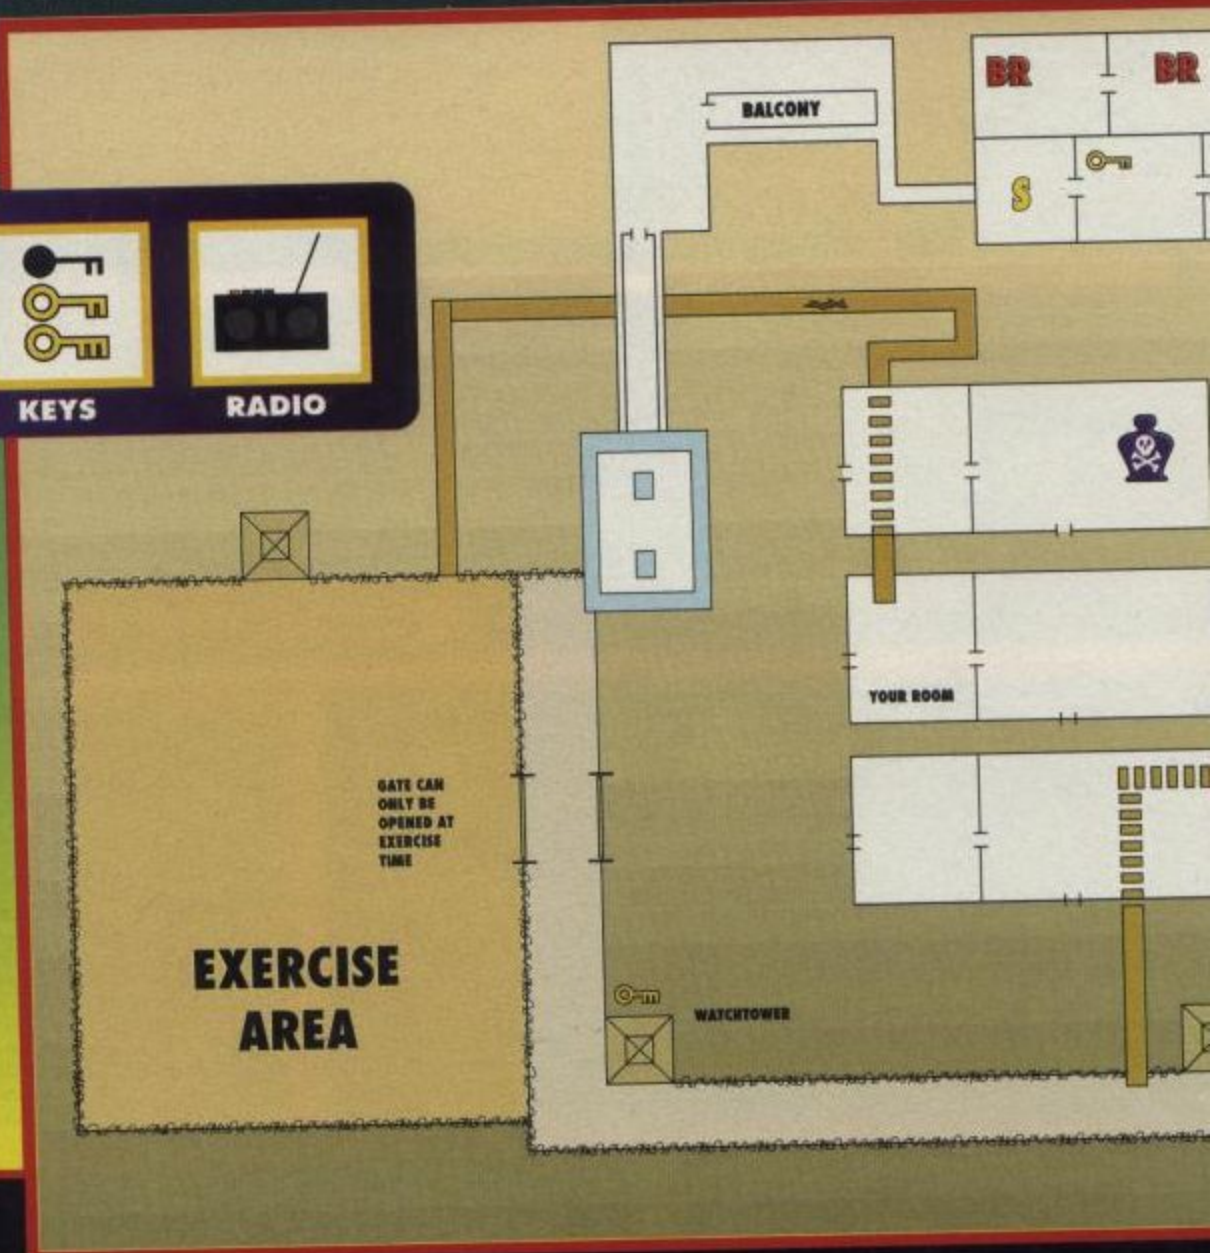 BR
BR
BALCONY
S
KEYS
RADIO
YOUR ROOM
GATE CAN
ONLY BE
OPENED AT
EXERCISE
TIME
EXERCISE
AREA
WATCHTOWER